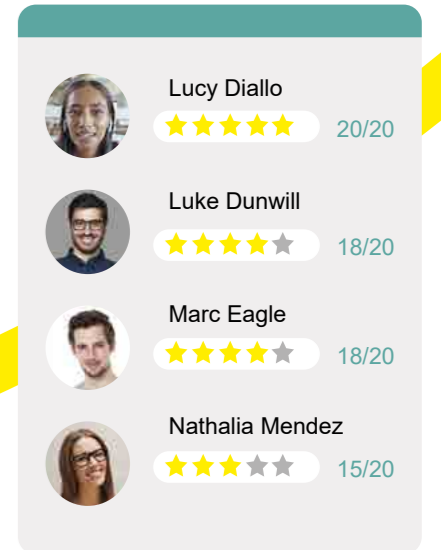 Lucy Diallo
20/20
Luke Dunwill
18/20
Marc Eagle
18/20
Nathalia Mendez
15/20